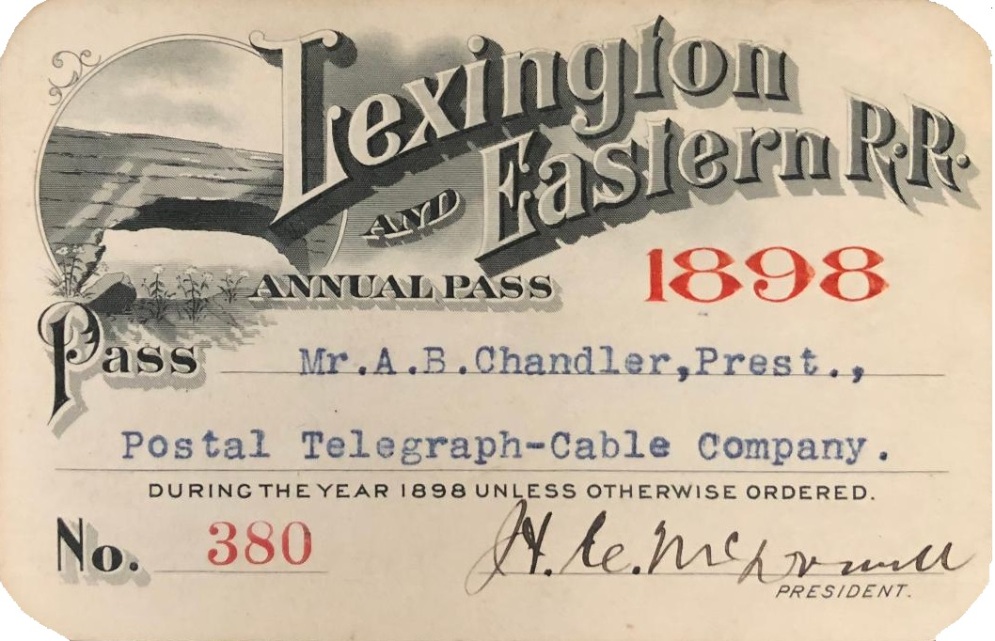 Lexington
AND Eastern R.R.
ANNUAL PASS 1898
Pass Mr.A.B.Chandler,Prest.,
Postal Telegraph-Cable Company.
DURING THE YEAR 1898 UNLESS OTHERWISE ORDERED.
No. 380 H. C. McDowell
PRESIDENT.